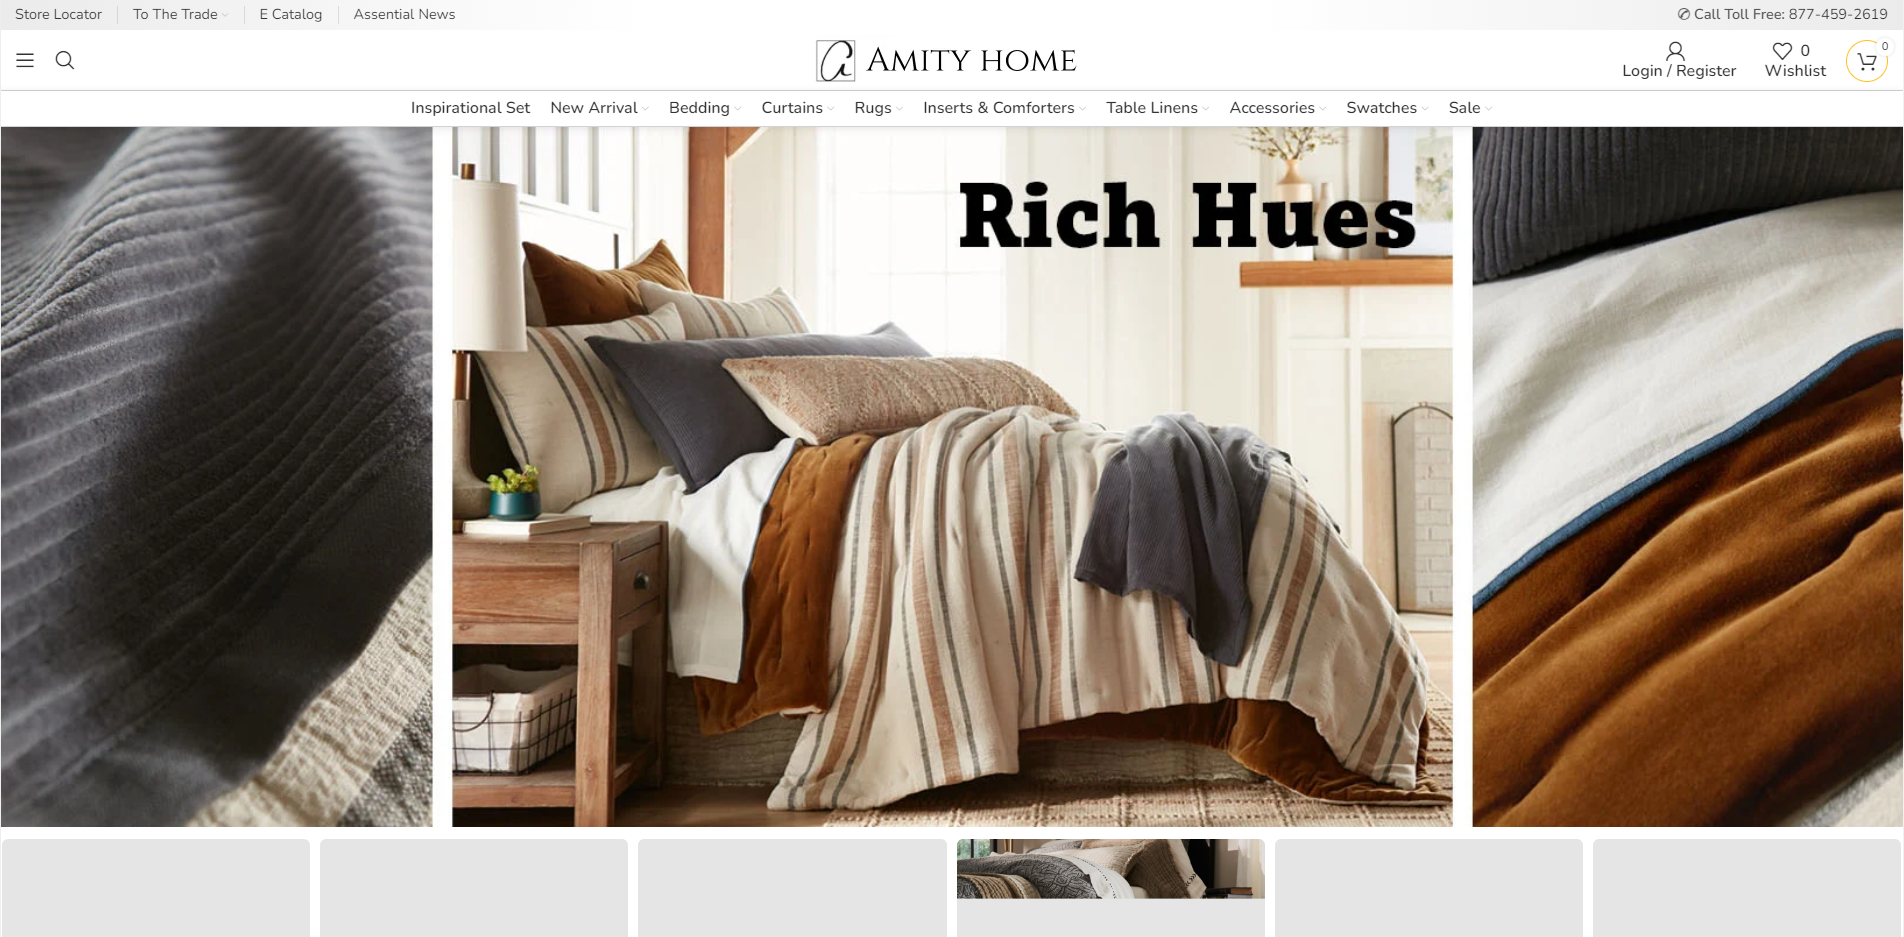 Store Locator To The Trade E Catalog Assential News Call Toll Free: 877-459-2619
a AMITY HOME
Login / Register
0
Wishlist
0
Inspirational Set New Arrival Bedding Curtains Rugs Inserts & Comforters Table Linens Accessories Swatches Sale
Rich Hues